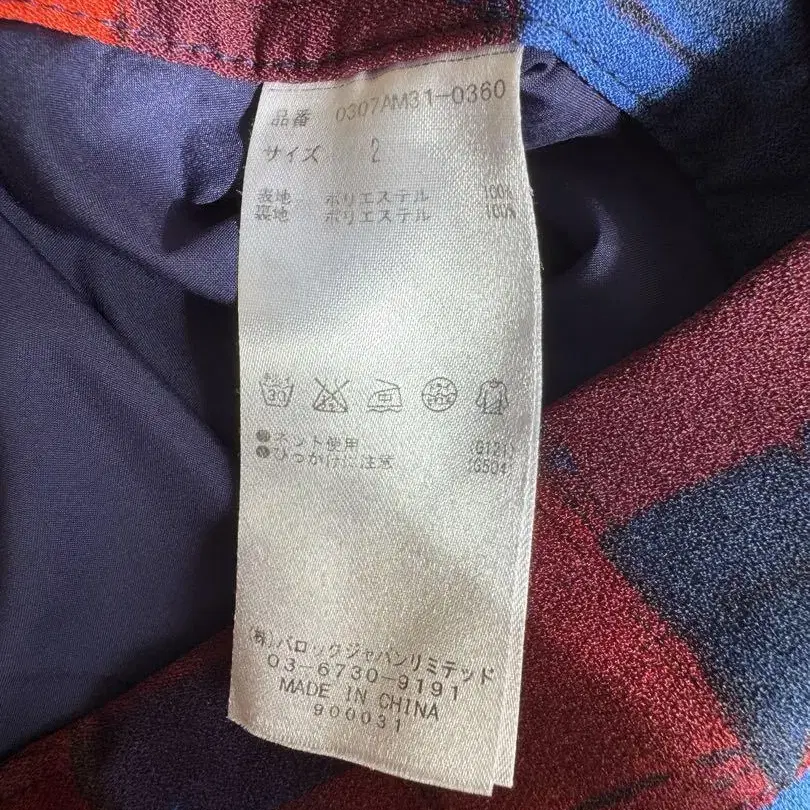 品番 0307AM31-0360
サイズ 2
表地 ポリエステル 100%
裏地 ポリエステル 100%
30
ネット使用 (G121)
ひっかけに注意 (G504)
(株)バロックジャパンリミテッド
03-6730-9191
MADE IN CHINA
900031